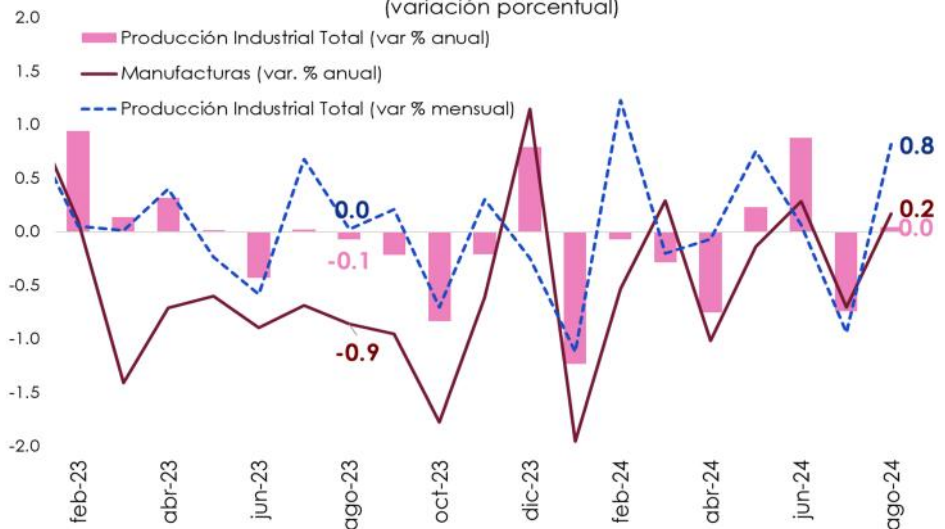 (variación porcentual)
2.0
Producción Industrial Total (var % anual)
1.5
Manufacturas (var. % anual)
1.0
Producción Industrial Total (var % mensual)
0.8
0.5
0.0
0.2
0.0
0.0
-0.1
-0.5
-0.9
-1.0
-1.5
-2.0
feb-23
abr-23
jun-23
ago-23
oct-23
dic-23
feb-24
abr-24
jun-24
ago-24